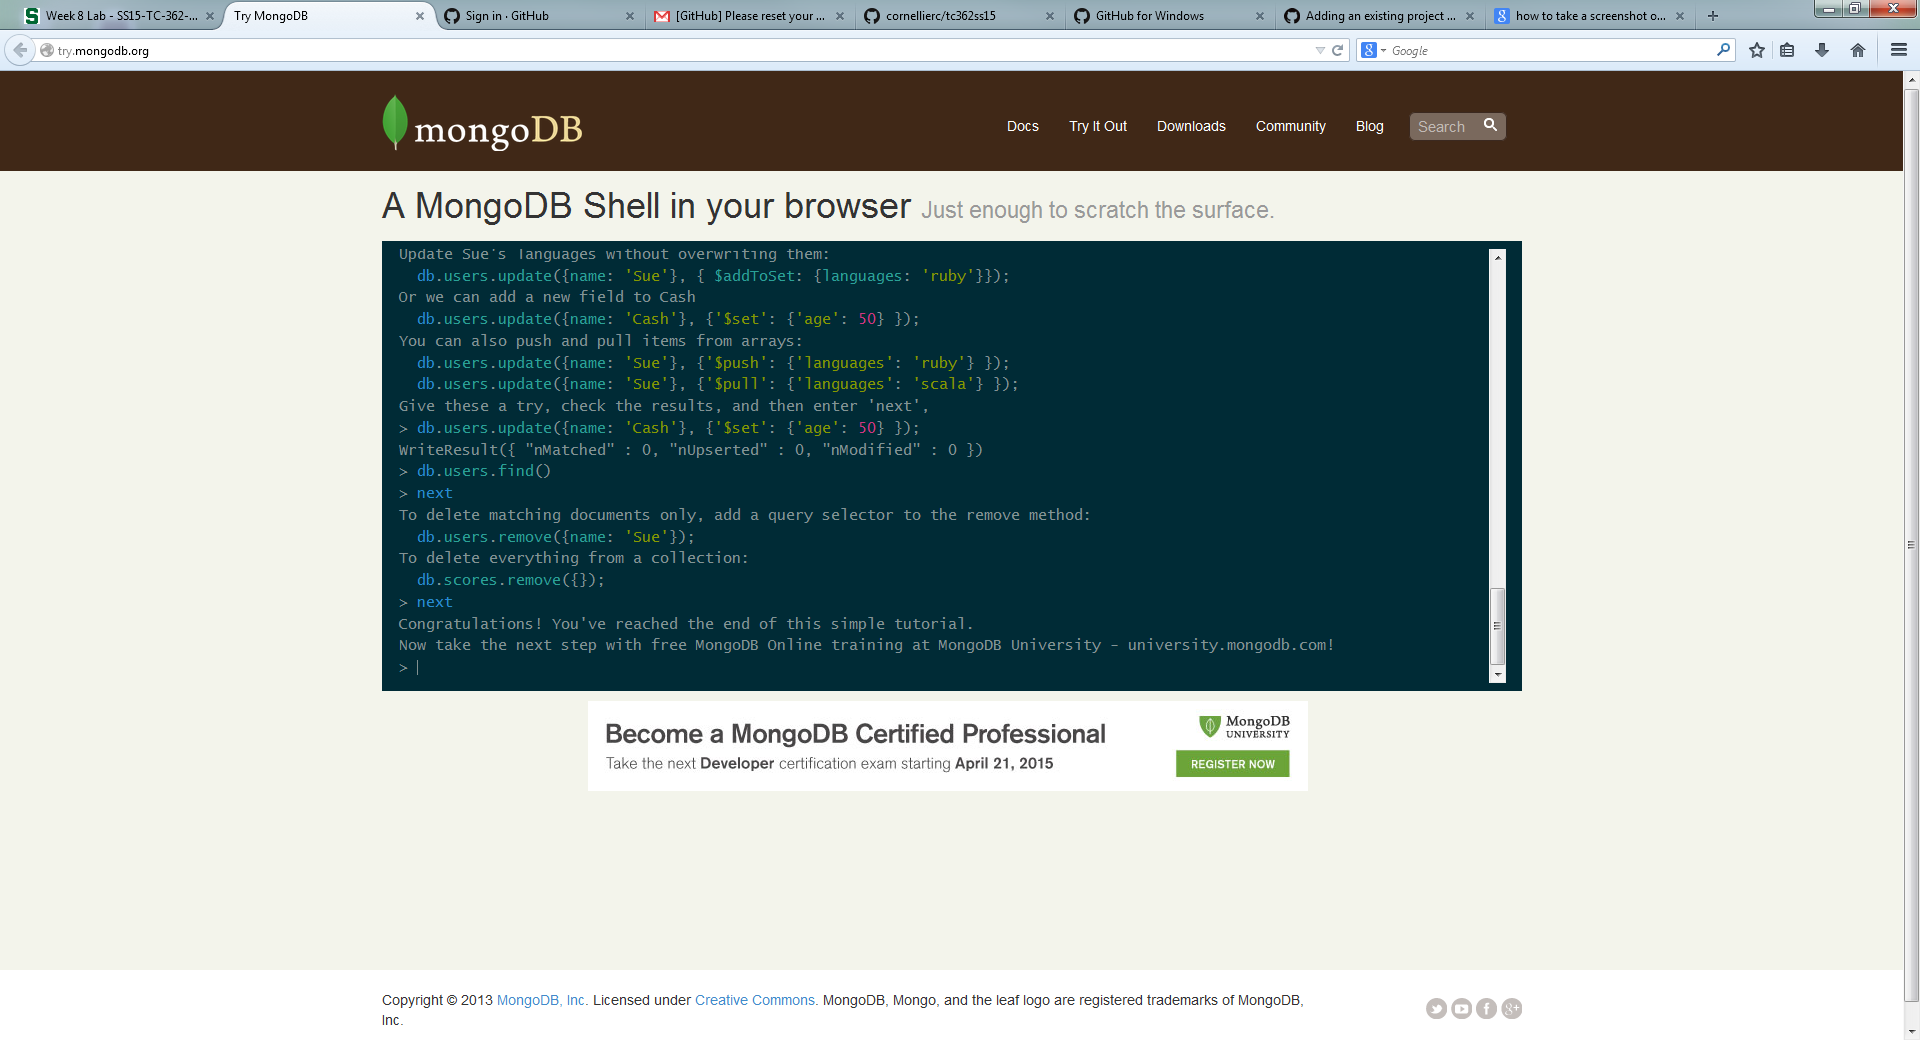 Week 8 Lab - SS15-TC-362-...
Try MongoDB
Sign in · GitHub
[GitHub] Please reset your ...
cornellierc/tc362ss15
GitHub for Windows
Adding an existing project ...
how to take a screenshot o...
try.mongodb.org
Google
mongoDB
Docs
Try It Out
Downloads
Community
Blog
Search
A MongoDB Shell in your browser Just enough to scratch the surface.
Update Sue's languages without overwriting them:
db.users.update({name: 'Sue'}, { $addToSet: {languages: 'ruby'}});
Or we can add a new field to Cash
db.users.update({name: 'Cash'}, {'$set': {'age': 50} });
You can also push and pull items from arrays:
db.users.update({name: 'Sue'}, {'$push': {'languages': 'ruby'} });
db.users.update({name: 'Sue'}, {'$pull': {'languages': 'scala'} });
Give these a try, check the results, and then enter 'next',
> db.users.update({name: 'Cash'}, {'$set': {'age': 50} });
WriteResult({ "nMatched" : 0, "nUpserted" : 0, "nModified" : 0 })
> db.users.find()
> next
To delete matching documents only, add a query selector to the remove method:
db.users.remove({name: 'Sue'});
To delete everything from a collection:
db.scores.remove({});
> next
Congratulations! You've reached the end of this simple tutorial.
Now take the next step with free MongoDB Online training at MongoDB University - university.mongodb.com!
>
Become a MongoDB Certified Professional
Take the next Developer certification exam starting April 21, 2015
MongoDB
UNIVERSITY
REGISTER NOW
Copyright © 2013 MongoDB, Inc. Licensed under Creative Commons. MongoDB, Mongo, and the leaf logo are registered trademarks of MongoDB,
Inc.